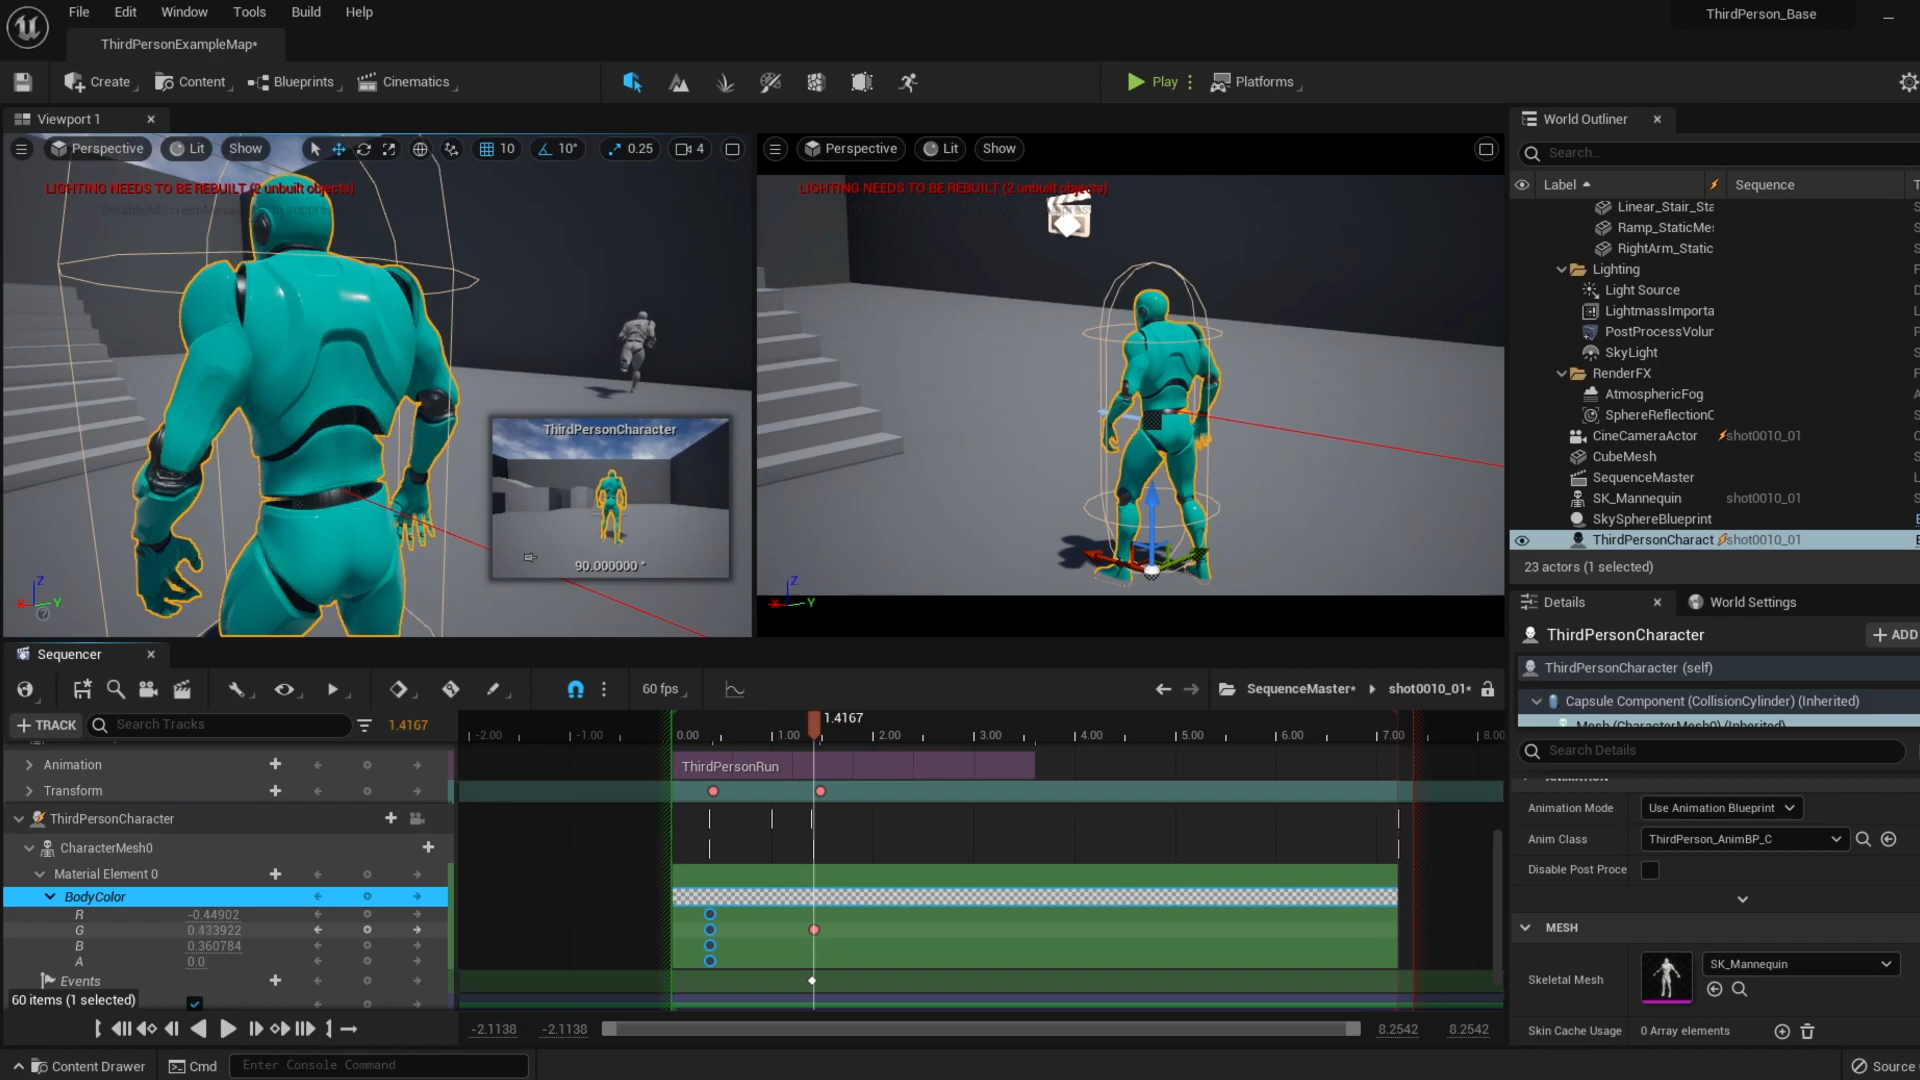 File Edit Window Tools Build Help
ThirdPerson_Base
ThirdPersonExampleMap*
Create Content Blueprints Cinematics Play Platforms
Viewport 1
Perspective Lit Show 10 10° 0.25 4
LIGHTING NEEDS TO BE REBUILT (2 unbuilt objects)
ThirdPersonCharacter
90.000000 °
Z
X Y
Perspective Lit Show
LIGHTING NEEDS TO BE REBUILT (2 unbuilt objects)
Z
X Y
World Outliner
Search...
Label Sequence T
Linear_Stair_Sta
Ramp_StaticMe
RightArm_Static
Lighting
Light Source
LightmassImporta
PostProcessVolur
SkyLight
RenderFX
AtmosphericFog
SphereReflectionC
CineCameraActor shot0010_01
CubeMesh
SequenceMaster
SK_Mannequin shot0010_01
SkySphereBlueprint
ThirdPersonCharact shot0010_01
23 actors (1 selected)
Details World Settings
ThirdPersonCharacter ADD
ThirdPersonCharacter (self)
Capsule Component (CollisionCylinder) (Inherited)
Mesh (CharacterMesh0) (Inherited)
Search Details
ANIMATION
Animation Mode Use Animation Blueprint
Anim Class ThirdPerson_AnimBP_C
Disable Post Proce
MESH
Skeletal Mesh SK_Mannequin
Skin Cache Usage 0 Array elements
Sequencer
60 fps SequenceMaster* shot0010_01*
TRACK Search Tracks 1.4167
1.4167
-2.00 -1.00 0.00 1.00 2.00 3.00 4.00 5.00 6.00 7.00 8.00
Animation ThirdPersonRun
Transform
ThirdPersonCharacter
CharacterMesh0
Material Element 0
BodyColor
R -0.44902
G 0.433922
B 0.360784
A 0.0
Events
60 items (1 selected)
-2.1138 -2.1138 8.2542 8.2542
Content Drawer Cmd Enter Console Command Source